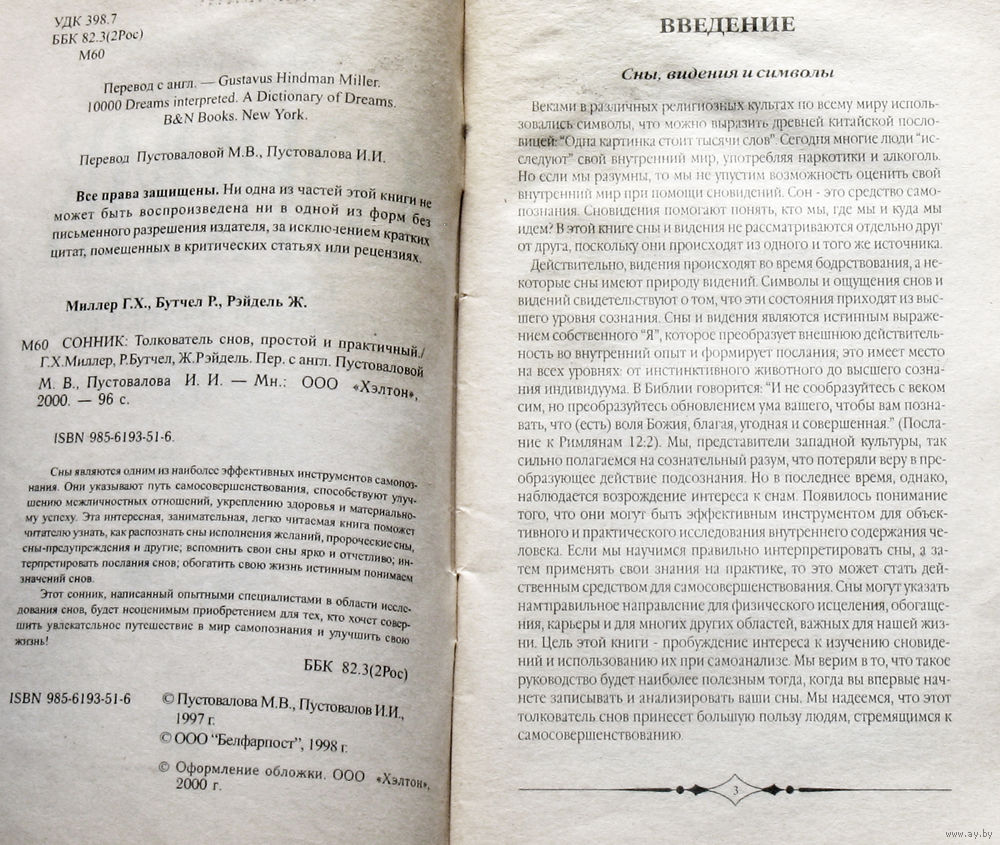 УДК 398.7
ББК 82.3(2Рос)
М60
Перевод с англ. — Gustavus Hindman Miller.
10000 Dreams interpreted. A Dictionary of Dreams.
B&N Books. New York.
Перевод Пустоваловой М.В., Пустовалова И.И.
Все права защищены. Ни одна из частей этой книги не
может быть воспроизведена ни в одной из форм без
письменного разрешения издателя, за исключением кратких
цитат, помещенных в критических статьях или рецензиях.
Миллер Г.Х., Бутчел Р., Рэйдель Ж.
М60 СОННИК: Толкователь снов, простой и практичный./
Г.Х.Миллер, Р.Бутчел, Ж.Рэйдель. Пер. с англ. Пустоваловой
М. В., Пустовалова И. И. — Мн.: ООО «Хэлтон»,
2000. — 96 с.
ISBN 985-6193-51-6.
Сны являются одним из наиболее эффективных инструментов самопоз-
нания. Они указывают путь самосовершенствования, способствуют улуч-
шению межличностных отношений, укреплению здоровья и материально-
му успеху. Эта интересная, занимательная, легко читаемая книга поможет
читателю узнать, как распознать сны исполнения желаний, пророческие сны,
сны-предупреждения и другие; вспомнить свои сны ярко и отчетливо; ин-
терпретировать послания снов; обогатить свою жизнь истинным понимаем
значений снов.
Этот сонник, написанный опытными специалистами в области иссле-
дования снов, будет неоценимым приобретением для тех, кто хочет совер-
шить увлекательное путешествие в мир самопознания и улучшить свою
жизнь!
ББК 82.3(2Рос)
ISBN 985-6193-51-6
© Пустовалова М.В., Пустовалов И.И.,
1997 г.
© ООО “Белфарпост”, 1998 г.
© Оформление обложки. ООО «Хэлтон»,
2000 г.
ВВЕДЕНИЕ
Сны, видения и символы
Веками в различных религиозных культах по всему миру исполь-
зовались символы, что можно выразить древней китайской посло-
вицей: “Одна картинка стоит тысячи слов”. Сегодня многие люди “ис-
следуют” свой внутренний мир, употребляя наркотики и алкоголь.
Но если мы разумны, то мы не упустим возможность оценить свой
внутренний мир при помощи сновидений. Сон - это средство само-
познания. Сновидения помогают понять, кто мы, где мы и куда мы
идем? В этой книге сны и видения не рассматриваются отдельно друг
от друга, поскольку они происходят из одного и того же источника.
Действительно, видения происходят во время бодрствования, а не-
которые сны имеют природу видений. Символы и ощущения снов и
видений свидетельствуют о том, что эти состояния приходят из выс-
шего уровня сознания. Сны и видения являются истинным выраже-
нием собственного “Я”, которое преобразует внешнюю действитель-
ность во внутренний опыт и формирует послания; это имеет место
на всех уровнях: от инстинктивного животного до высшего созна-
ния индивидуума. В Библии говорится: “И не сообразуйтесь с веком
сим, но преобразуйтесь обновлением ума вашего, чтобы вам позна-
вать, что (есть) воля Божия, благая, угодная и совершенная.” (Посла-
ние к Римлянам 12:2). Мы, представители западной культуры, так
сильно полагаемся на сознательный разум, что потеряли веру в пре-
образующее действие подсознания. Но в последнее время, однако,
наблюдается возрождение интереса к снам. Появилось понимание
того, что они могут быть эффективным инструментом для объек-
тивного и практического исследования внутреннего содержания че-
ловека. Если мы научимся правильно интерпретировать сны, а за-
тем применять свои знания на практике, то это может стать дей-
ственным средством для самосовершенствования. Сны могут указать
нам правильное направление для физического исцеления, обогаще-
ния, карьеры и для многих других областей, важных для нашей жиз-
ни. Цель этой книги - пробуждение интереса к изучению сновиде-
ний и использованию их при самоанализе. Мы верим в то, что такое
руководство будет наиболее полезным тогда, когда вы впервые нач-
нете записывать и анализировать ваши сны. Мы надеемся, что этот
толкователь снов принесет большую пользу людям, стремящимся к
самосовершенствованию.
3
www.ay.by